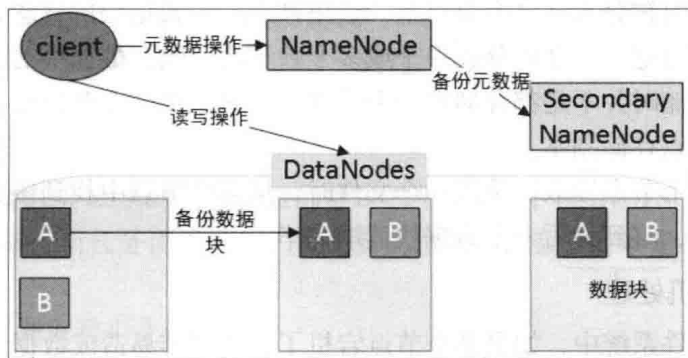 client
元数据操作
NameNode
备份元数据
Secondary
NameNode
读写操作
DataNodes
A
备份数据
块
A
B
A
B
B
数据块